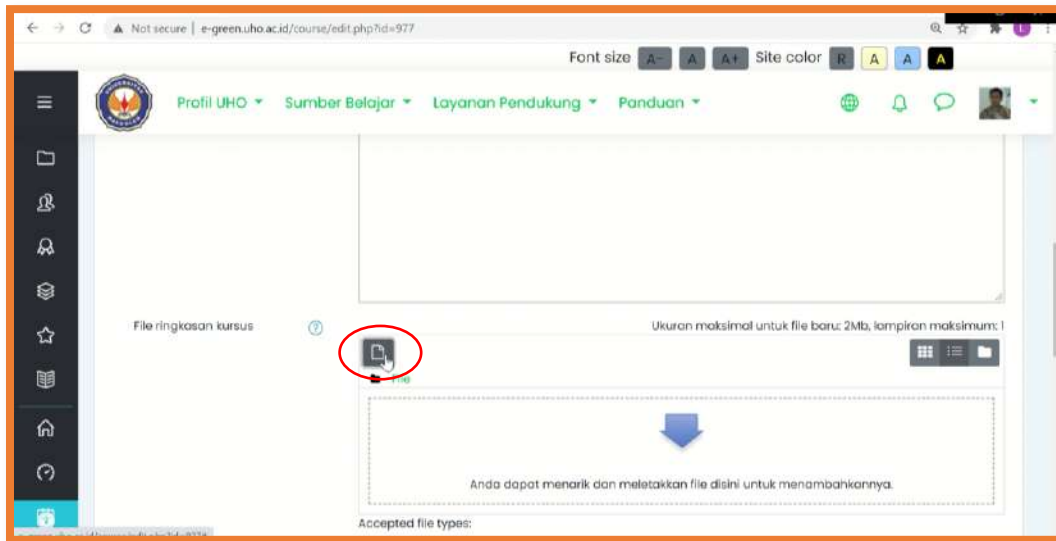 Not secure | e-green.uho.ac.id/course/edit.php?id=977
Font size A- A A+ Site color R A A A
Profil UHO Sumber Belajar Layanan Pendukung Panduan
File ringkasan kursus
Ukuran maksimal untuk file baru: 2Mb, lampiran maksimum: 1
File
Anda dapat menarik dan meletakkan file disini untuk menambahkannya.
Accepted file types: